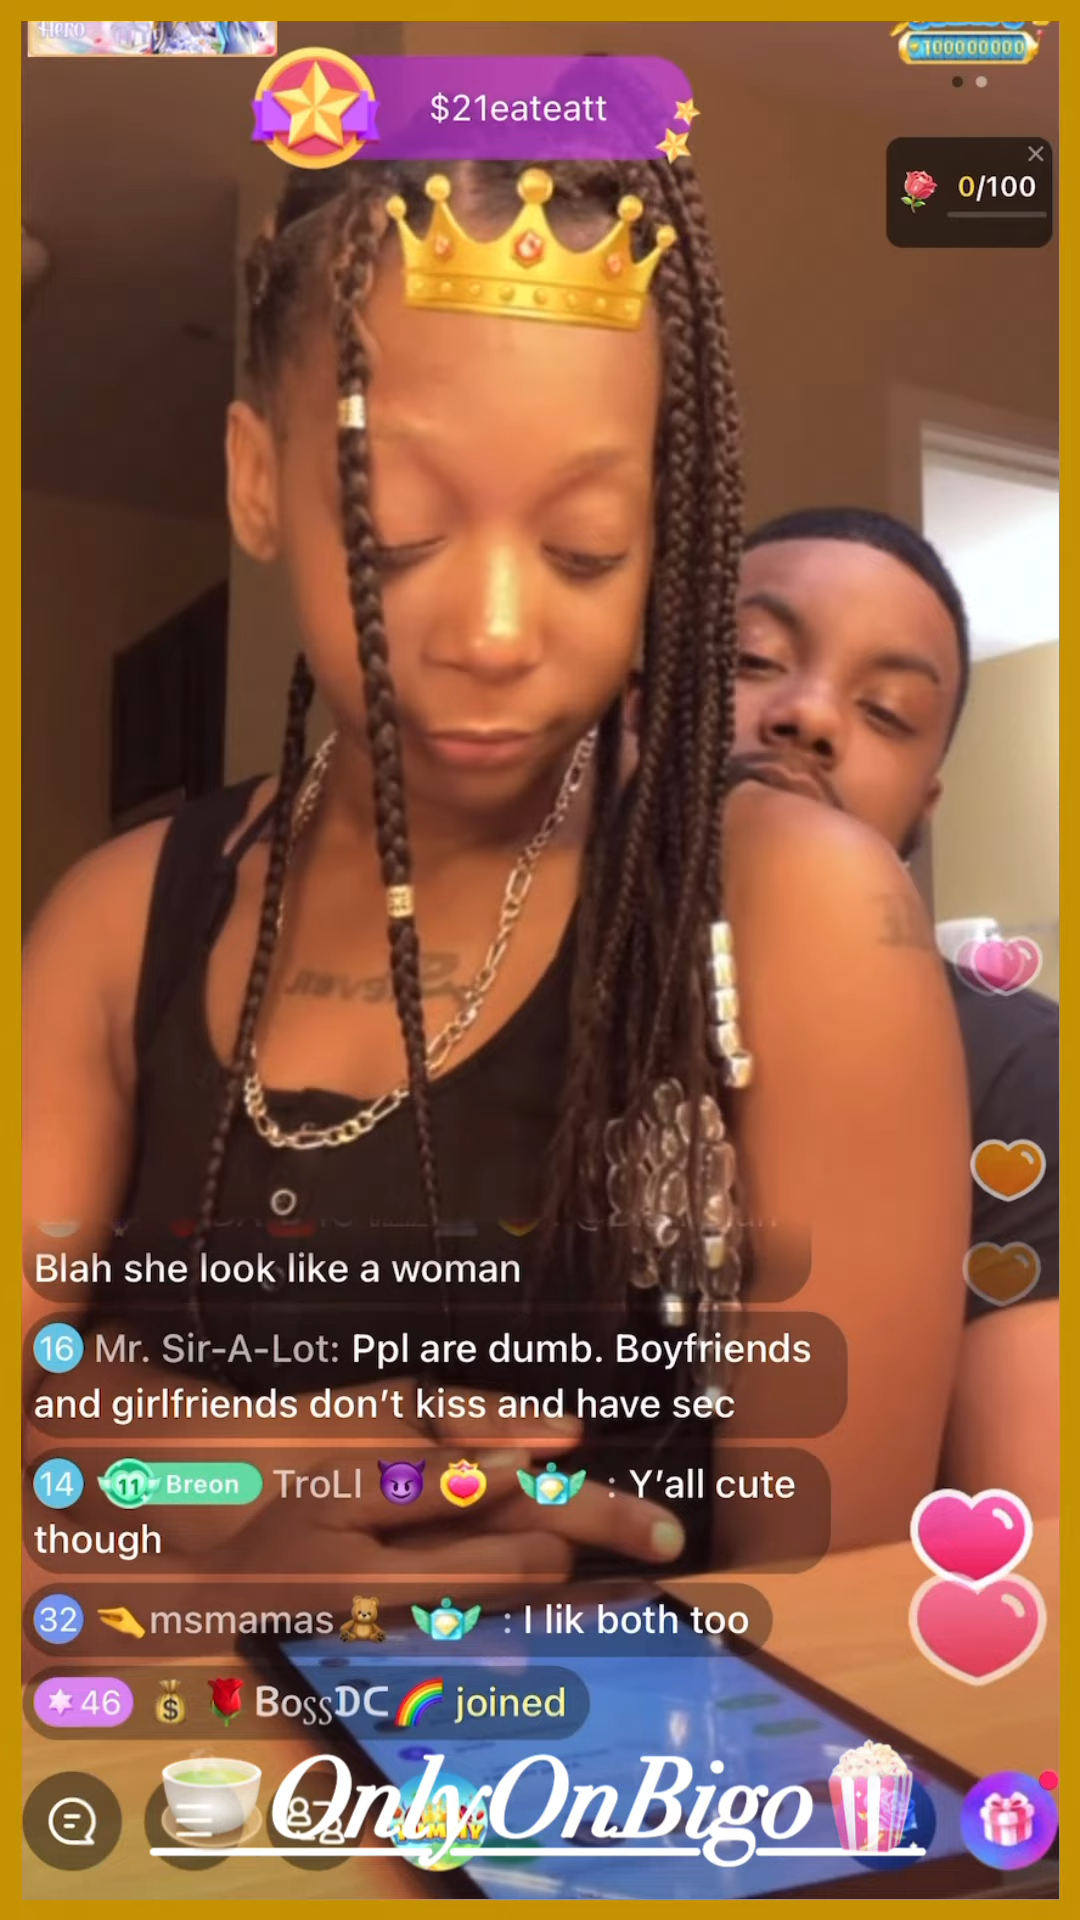 Hero
100000000
$21eateatt
0/100
Blah she look like a woman
16 Mr. Sir-A-Lot: Ppl are dumb. Boyfriends
and girlfriends don't kiss and have sec
14 11 Breon TroLl 😈 : Y'all cute
though
32 msmamas🧸 : I lik both too
46 💰 🌹 BossDC🌈 joined
🍵 OnlyOnBigo 🍿